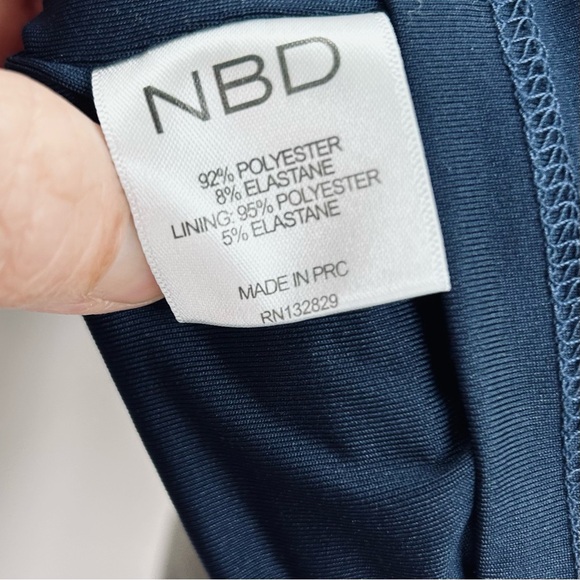 NBD
92% POLYESTER
8% ELASTANE
LINING: 95% POLYESTER
5% ELASTANE
MADE IN PRC
RN132829